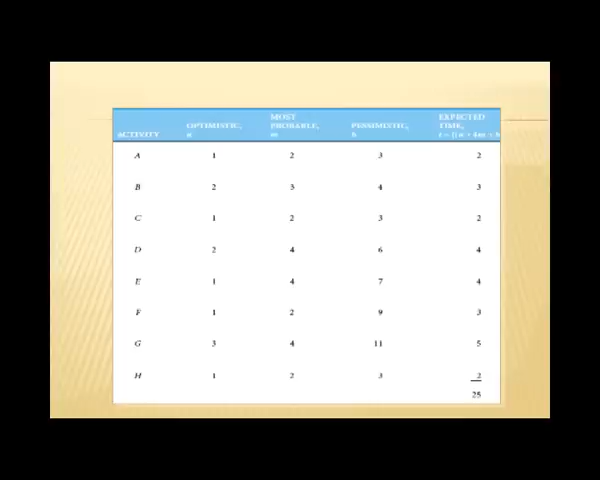 ACTIVITY OPTIMISTIC, a MOST PROBABLE, m PESSIMISTIC, b EXPECTED TIME, t = [(a + 4m + b
A 1 2 3 2
B 2 3 4 3
C 1 2 3 2
D 2 4 6 4
E 1 4 7 4
F 1 2 9 3
G 3 4 11 5
H 1 2 3 2
25